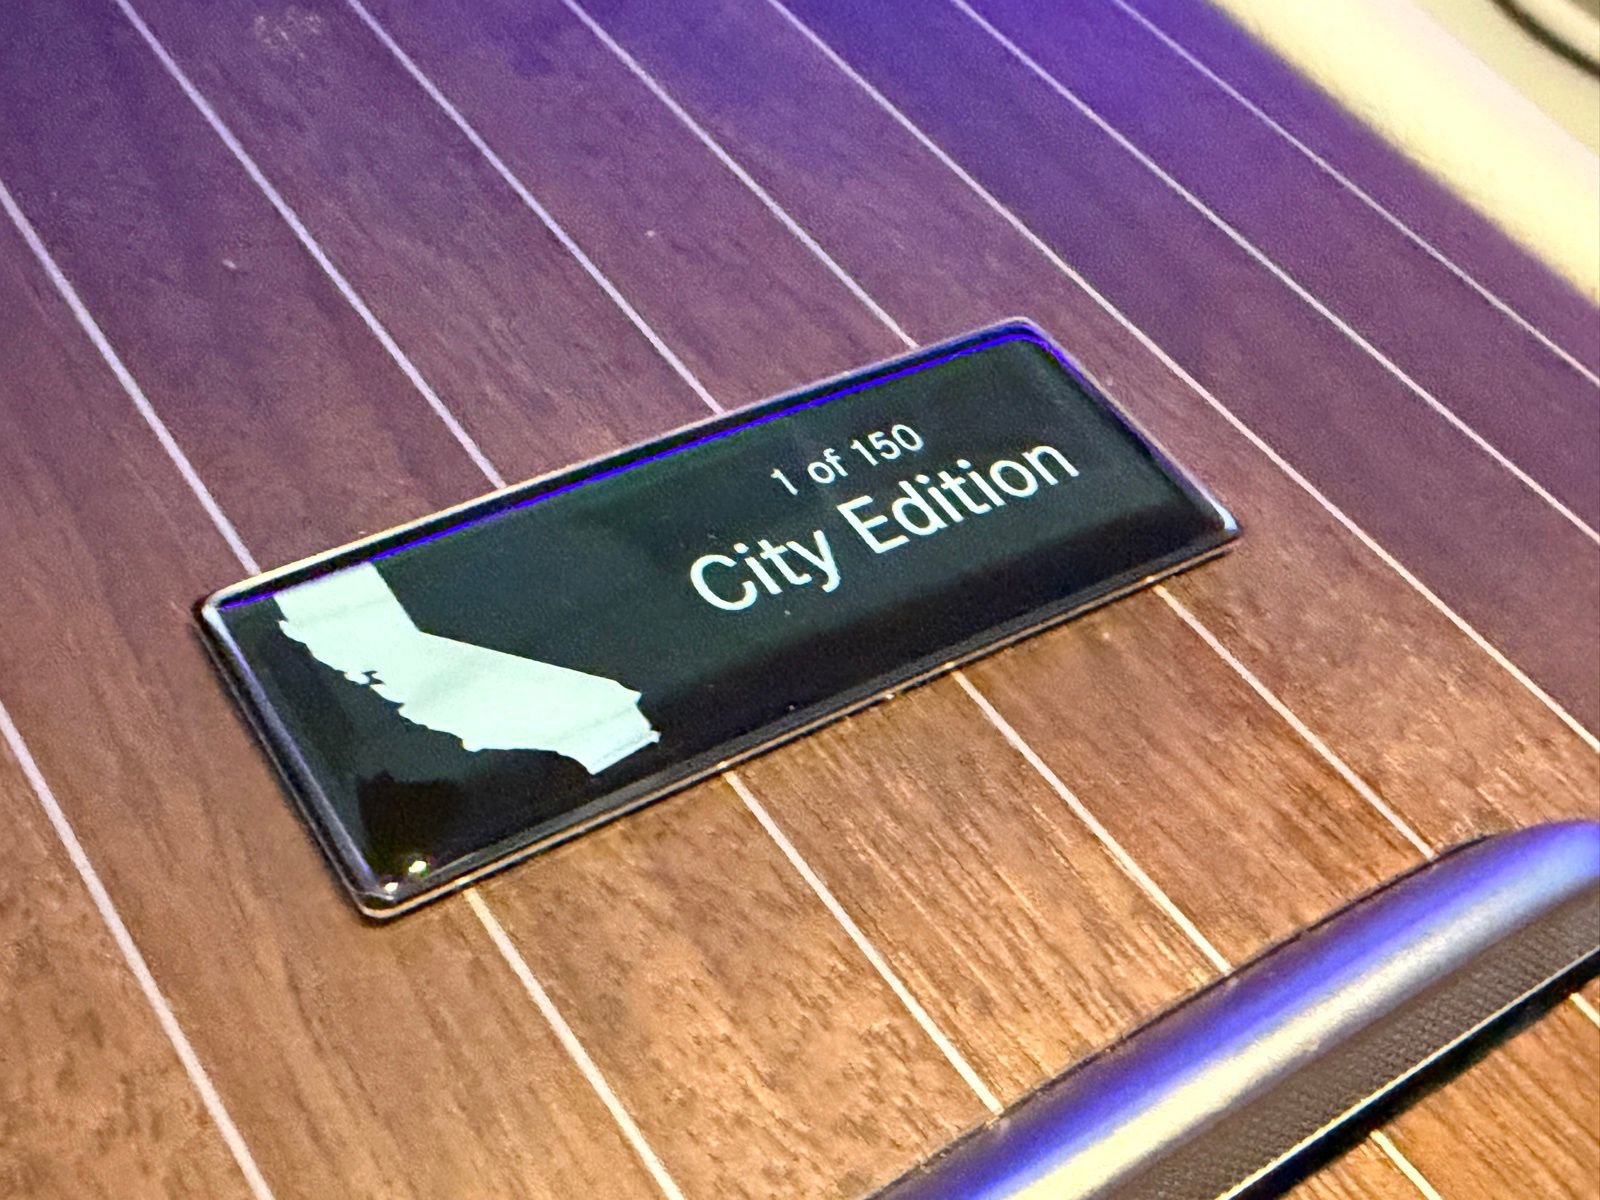 1 of 150
City Edition